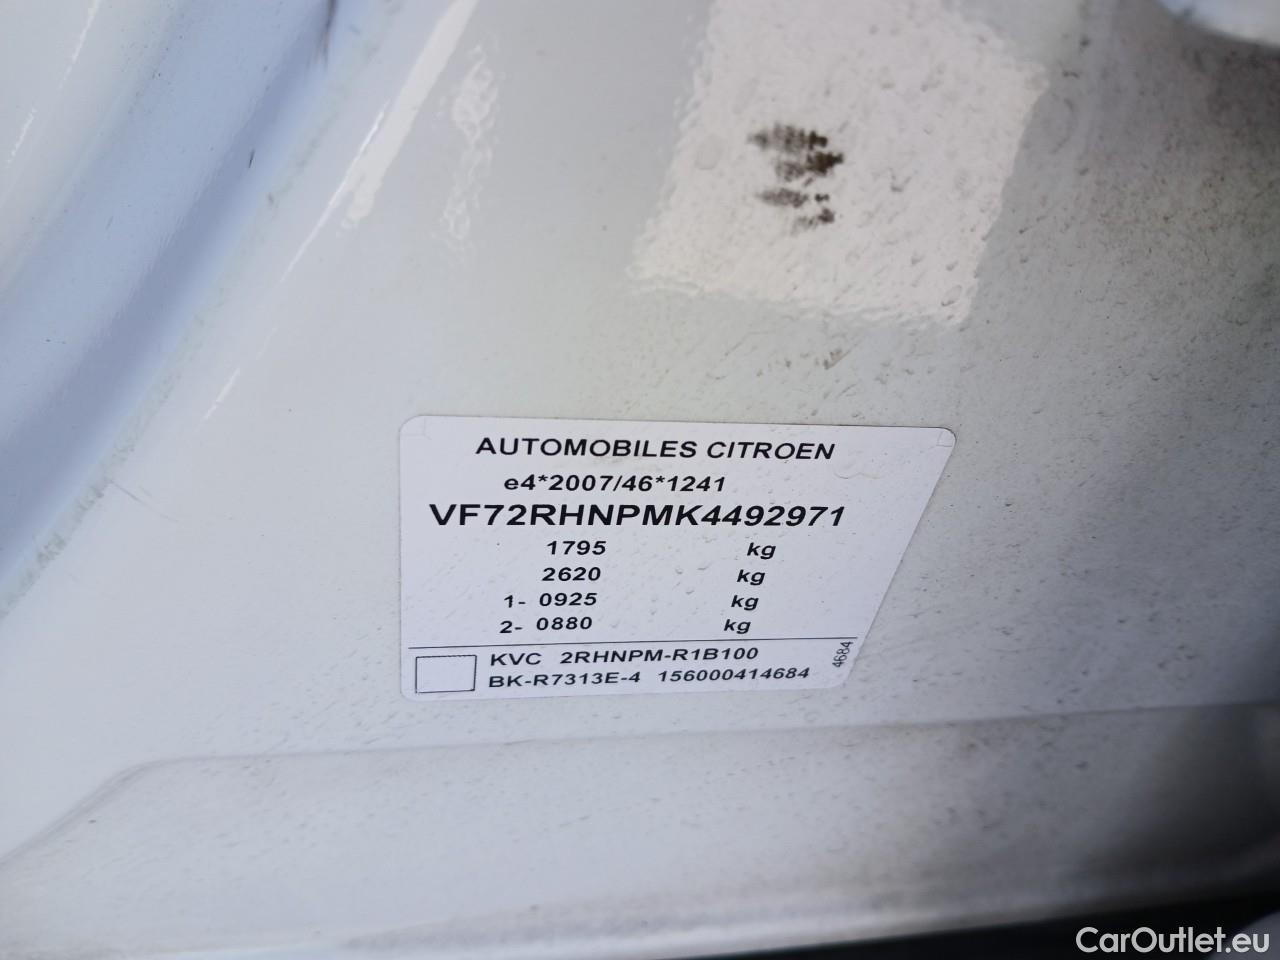 AUTOMOBILES CITROEN
e4*2007/46*1241
VF72RHNPMK4492971
1795 kg
2620 kg
1- 0925 kg
2- 0880 kg
KVC 2RHNPM-R1B100
BK-R7313E-4 156000414684
4684
CarOutlet.eu